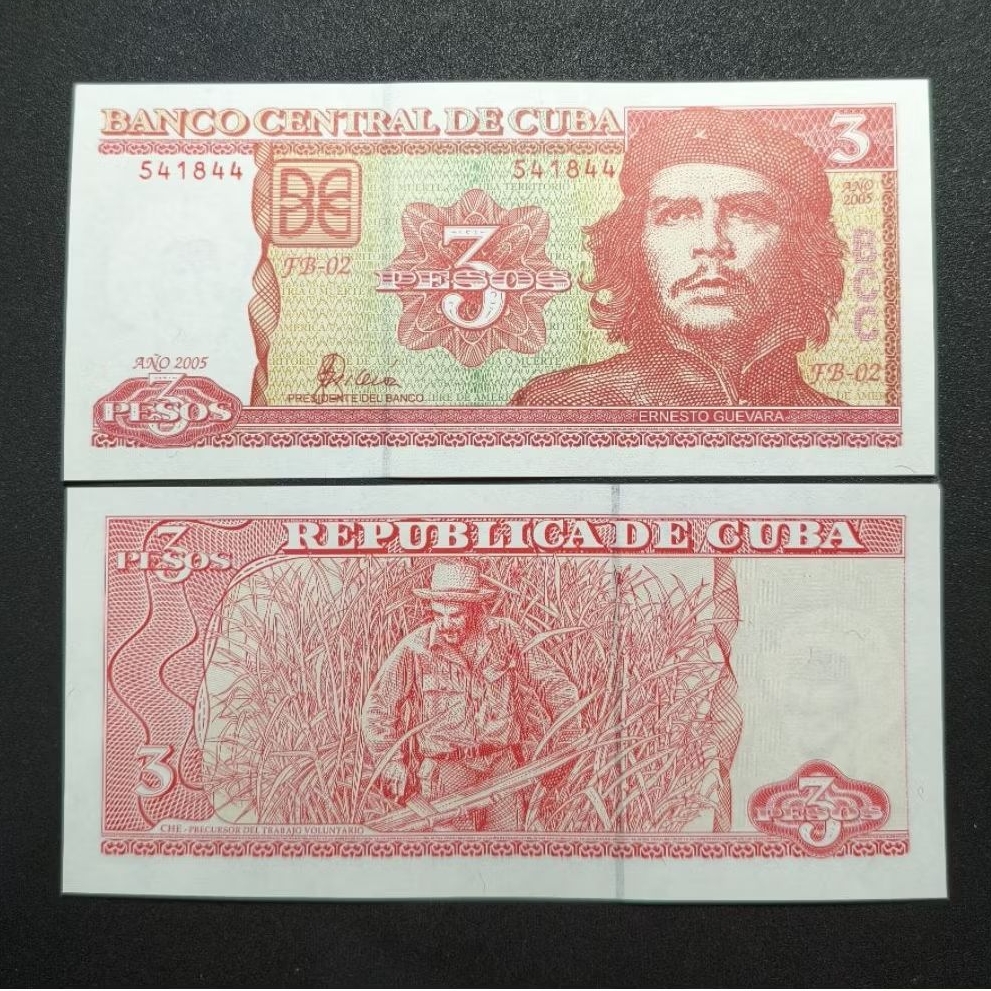 BANCO CENTRAL DE CUBA
3
541844
541844
AÑO
2005
BCC
FB-02
3
PESOS
AÑO 2005
3
PESOS
PRESIDENTE DEL BANCO
FB-02
ERNESTO GUEVARA
REPUBLICA DE CUBA
3
PESOS
3
3
PESOS
CHE - PRECURSOR DEL TRABAJO VOLUNTARIO